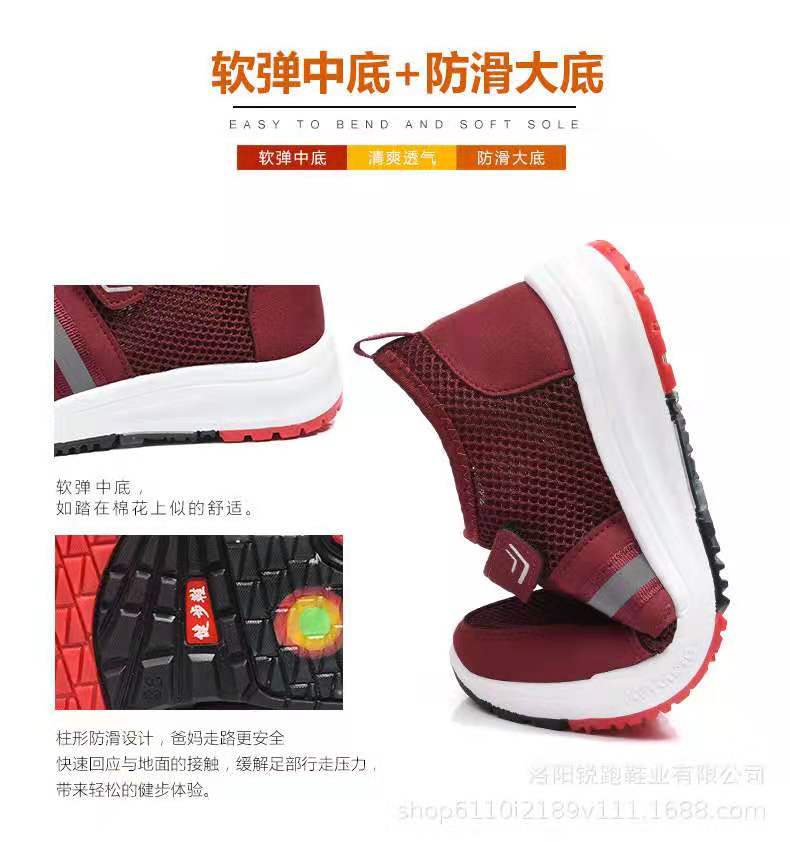 软弹中底+防滑大底
EASY TO BEND AND SOFT SOLE
软弹中底 清爽透气 防滑大底
软弹中底，
如踏在棉花上似的舒适。
健步鞋
38
柱形防滑设计，爸妈走路更安全
快速回应与地面的接触，缓解足部行走压力，
带来轻松的健步体验。
洛阳锐跑鞋业有限公司
shop6110i2189v111.1688.com